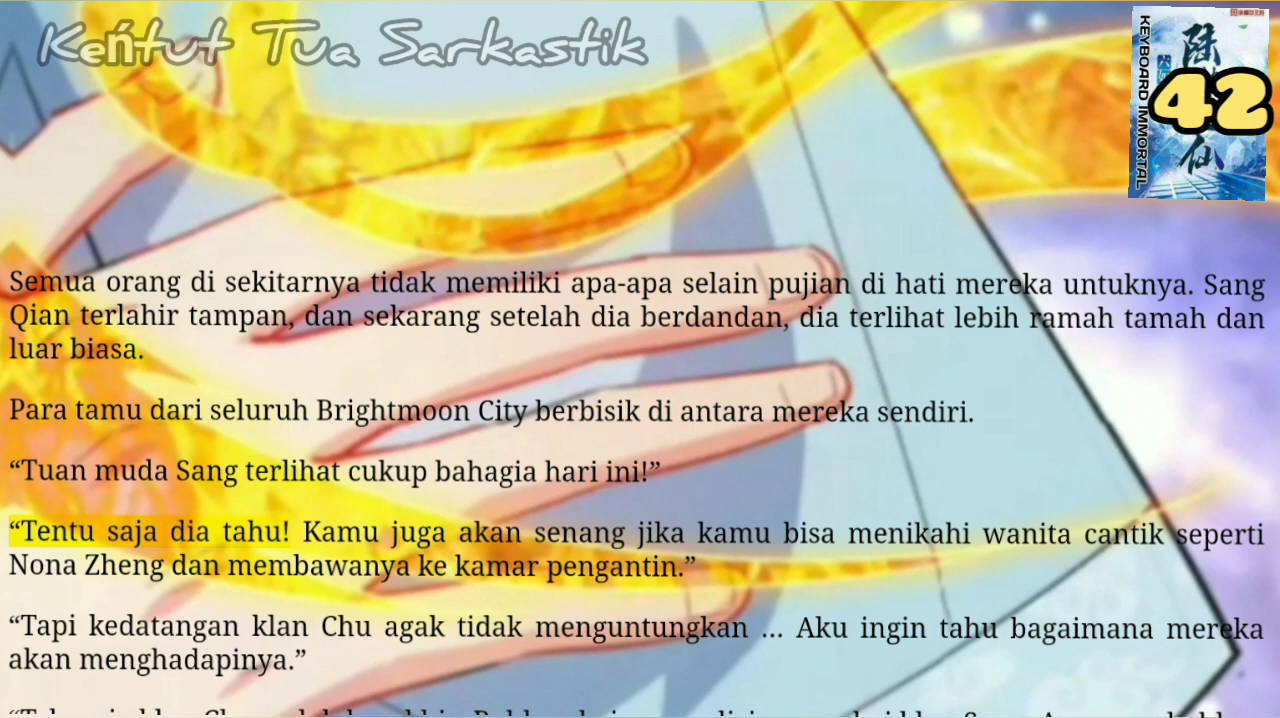 Kentut Tua Sarkastik
KEYBOARD IMMORTAL
42
Semua orang di sekitarnya tidak memiliki apa-apa selain pujian di hati mereka untuknya. Sang
Qian terlahir tampan, dan sekarang setelah dia berdandan, dia terlihat lebih ramah tamah dan
luar biasa.
Para tamu dari seluruh Brightmoon City berbisik di antara mereka sendiri.
“Tuan muda Sang terlihat cukup bahagia hari ini!”
“Tentu saja dia tahu! Kamu juga akan senang jika kamu bisa menikahi wanita cantik seperti
Nona Zheng dan membawanya ke kamar pengantin.”
“Tapi kedatangan klan Chu agak tidak menguntungkan ... Aku ingin tahu bagaimana mereka
akan menghadapinya.”